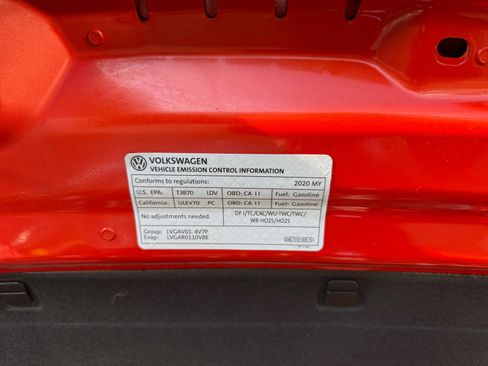 VOLKSWAGEN
VEHICLE EMISSION CONTROL INFORMATION
Conforms to regulations: 2020 MY
U.S. EPA: T3B70 LDV OBD: CA II Fuel: Gasoline
California: ULEV70 PC OBD: CA II Fuel: Gasoline
No adjustments needed. DFI/TC/CAC/WU-TWC/TWC/
WR-HO2S/HO2S
Group: LVGAV01.4V7P
Evap: LVGAR0110VBE